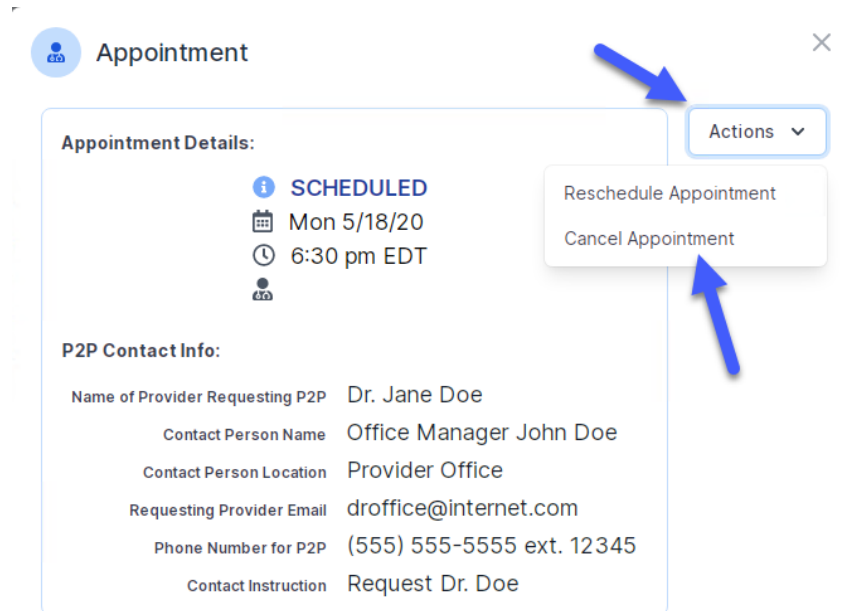 Appointment
Actions
Appointment Details:
SCHEDULED
Mon 5/18/20
6:30 pm EDT
Reschedule Appointment
Cancel Appointment
P2P Contact Info:
Name of Provider Requesting P2P Dr. Jane Doe
Contact Person Name Office Manager John Doe
Contact Person Location Provider Office
Requesting Provider Email droffice@internet.com
Phone Number for P2P (555) 555-5555 ext. 12345
Contact Instruction Request Dr. Doe